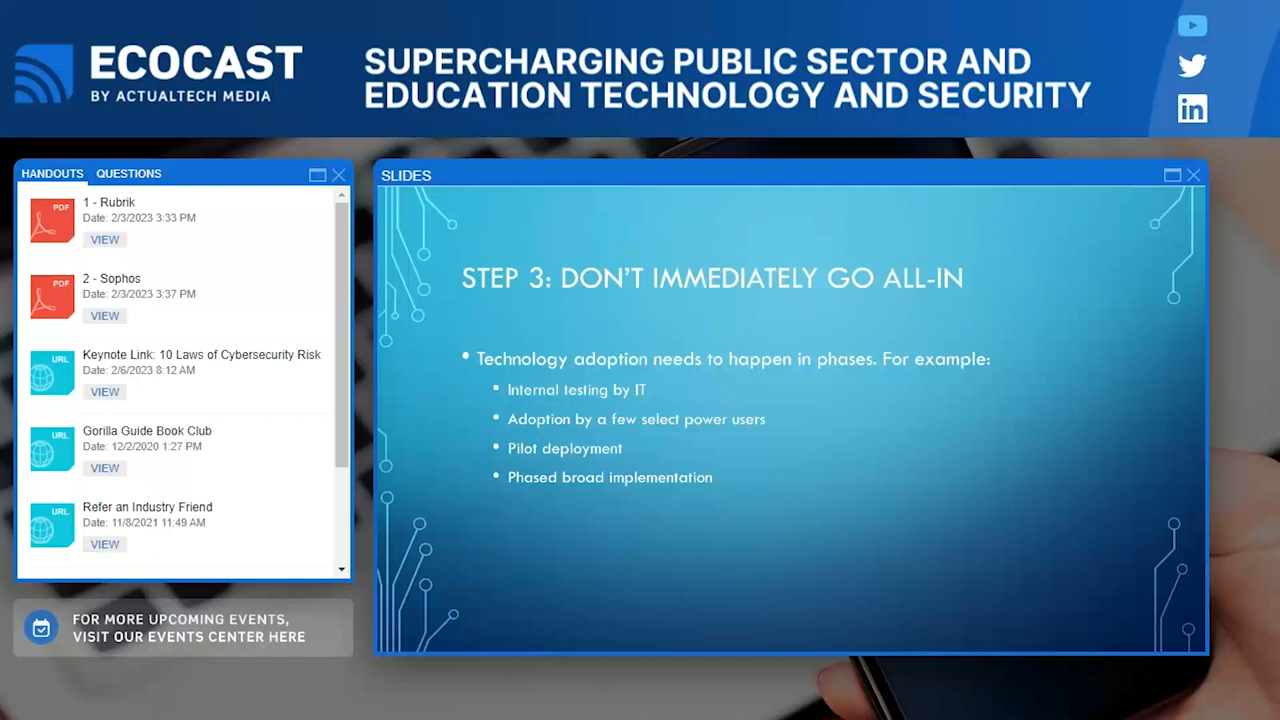 ECOCAST
BY ACTUALTECH MEDIA
SUPERCHARGING PUBLIC SECTOR AND
EDUCATION TECHNOLOGY AND SECURITY
in
HANDOUTS QUESTIONS
PDF
1 - Rubrik
Date: 2/3/2023 3:33 PM
VIEW
PDF
2 - Sophos
Date: 2/3/2023 3:37 PM
VIEW
URL
Keynote Link: 10 Laws of Cybersecurity Risk
Date: 2/6/2023 8:12 AM
VIEW
URL
Gorilla Guide Book Club
Date: 12/2/2020 1:27 PM
VIEW
URL
Refer an Industry Friend
Date: 11/8/2021 11:49 AM
VIEW
FOR MORE UPCOMING EVENTS,
VISIT OUR EVENTS CENTER HERE
SLIDES
STEP 3: DON'T IMMEDIATELY GO ALL-IN
• Technology adoption needs to happen in phases. For example:
• Internal testing by IT
• Adoption by a few select power users
• Pilot deployment
• Phased broad implementation